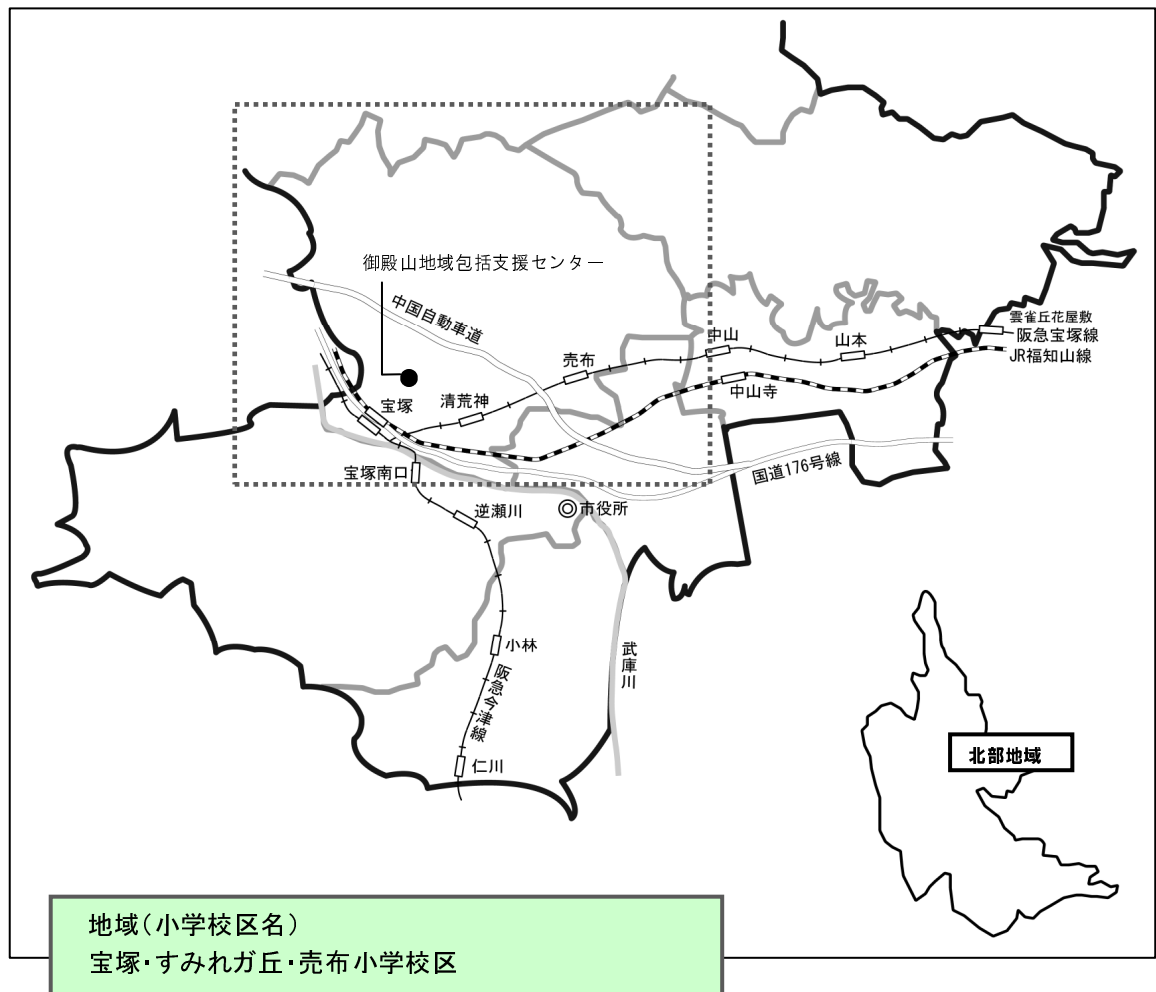 御殿山地域包括支援センター
中国自動車道
雲雀丘花屋敷
阪急宝塚線
JR福知山線
中山
山本
売布
中山寺
清荒神
宝塚
宝塚南口
国道176号線
逆瀬川
市役所
小林
武庫川
阪急今津線
仁川
北部地域
地域(小学校区名)
宝塚・すみれガ丘・売布小学校区